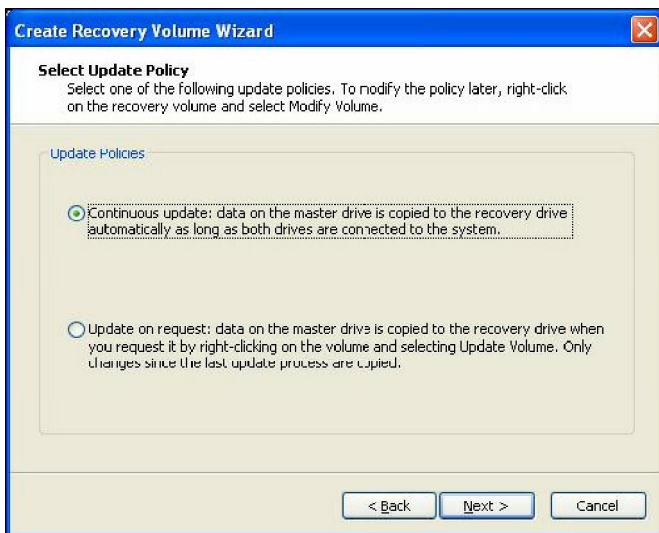 Create Recovery Volume Wizard
Select Update Policy
Select one of the following update policies. To modify the policy later, right-click
on the recovery volume and select Modify Volume.
Update Policies
Continuous update: data on the master drive is copied to the recovery drive
automatically as long as both drives are connected to the system.
Update on request: data on the master drive is copied to the recovery drive when
you request it by right-clicking on the volume and selecting Update Volume. Only
changes since the last update process are copied.
< Back
Next >
Cancel